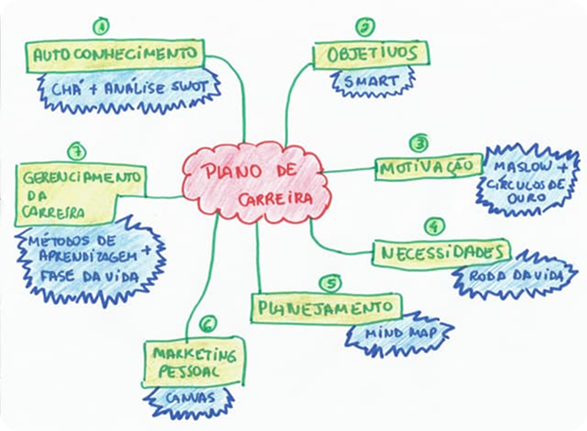 PLANO DE
CARREIRA
1
AUTO CONHECIMENTO
CHÁ + ANÁLISE SWOT
2
OBJETIVOS
SMART
3
MOTIVAÇÃO
MASLOW +
CÍRCULOS DE
OURO
4
NECESSIDADES
RODA DA VIDA
5
PLANEJAMENTO
MIND MAP
6
MARKETING
PESSOAL
CANVAS
7
GERENCIAMENTO
DA
CARREIRA
MÉTODOS DE
APRENDIZAGEM +
FASE DA VIDA